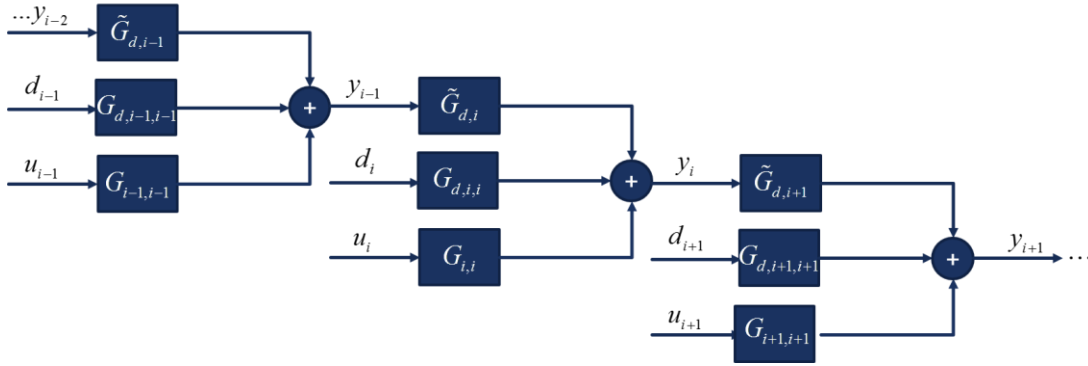 ...y_{i-2}
G̃_{d,i-1}
d_{i-1}
G_{d,i-1,i-1}
+
y_{i-1}
u_{i-1}
G_{i-1,i-1}
G̃_{d,i}
d_i
G_{d,i,i}
+
y_i
u_i
G_{i,i}
G̃_{d,i+1}
d_{i+1}
G_{d,i+1,i+1}
+
y_{i+1}
...
u_{i+1}
G_{i+1,i+1}